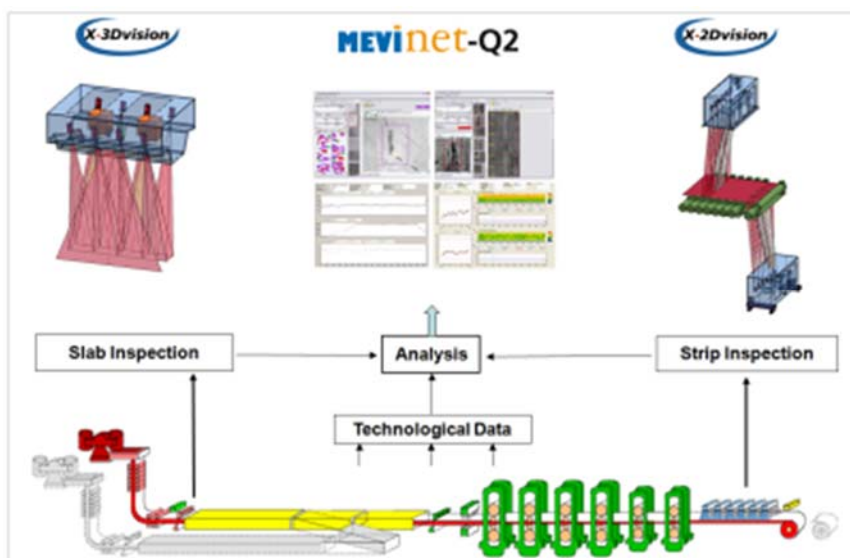 X-3Dvision
MEVInet-Q2
X-2Dvision
Slab Inspection
Analysis
Strip Inspection
Technological Data